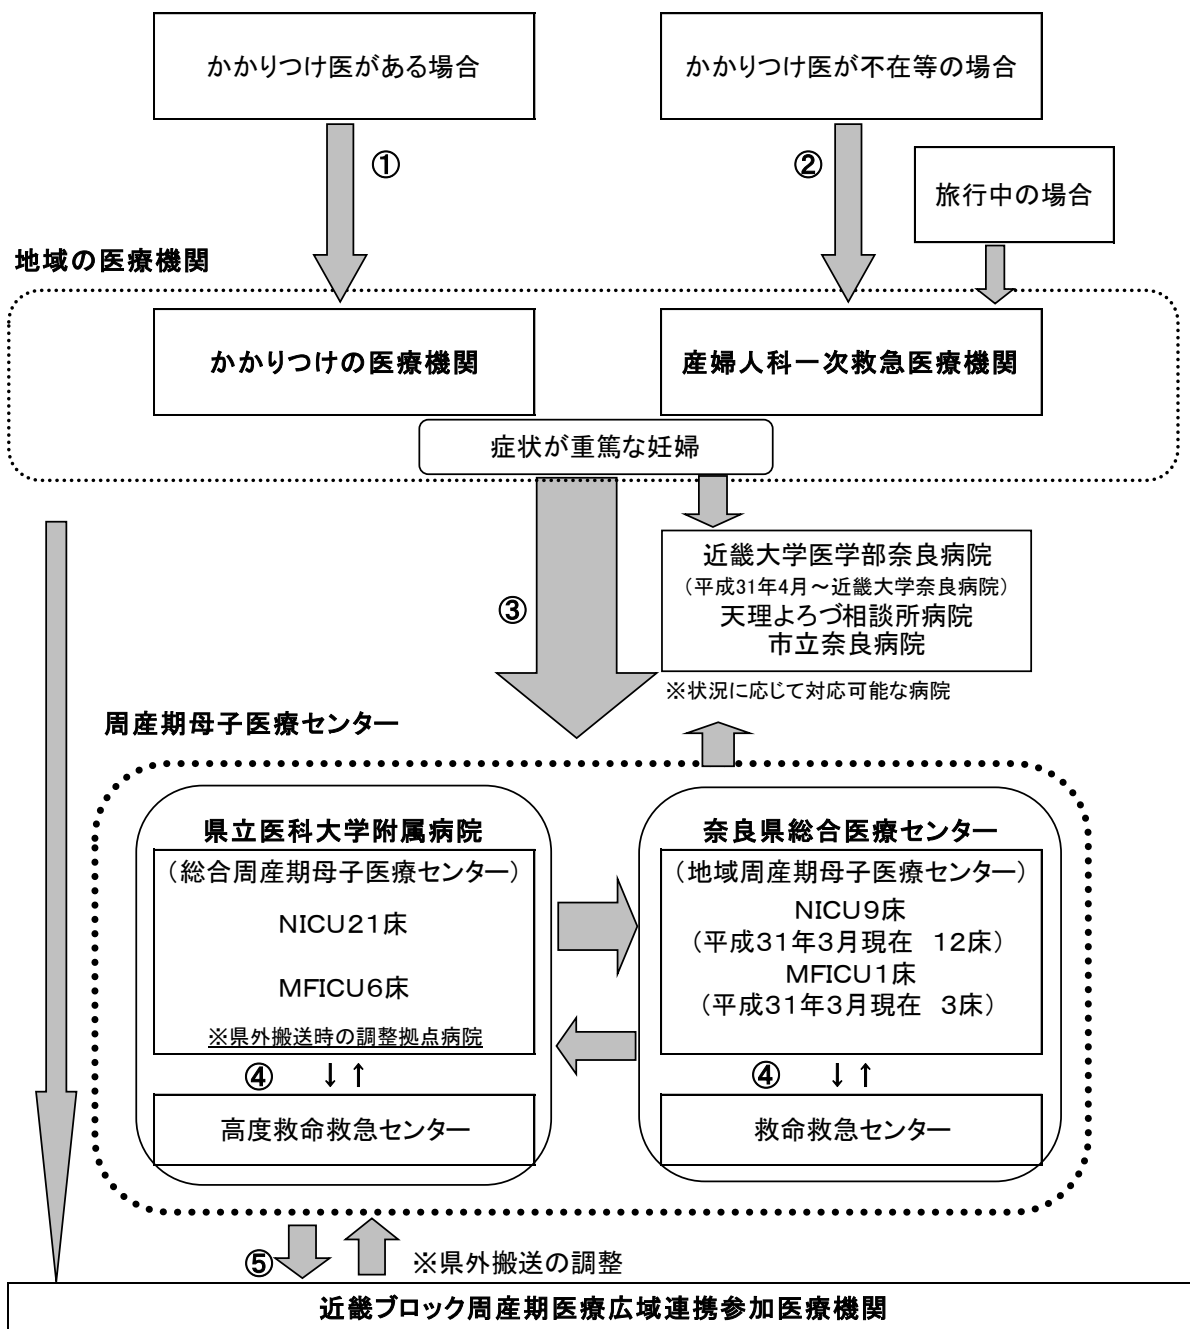 かかりつけ医がある場合
かかりつけ医が不在等の場合
①
②
旅行中の場合
地域の医療機関
かかりつけの医療機関
産婦人科一次救急医療機関
症状が重篤な妊婦
③
近畿大学医学部奈良病院
（平成31年4月～近畿大学奈良病院）
天理よろづ相談所病院
市立奈良病院
※状況に応じて対応可能な病院
周産期母子医療センター
県立医科大学附属病院
（総合周産期母子医療センター）
NICU21床
MFICU6床
※県外搬送時の調整拠点病院
④ ↓↑
高度救命救急センター
奈良県総合医療センター
（地域周産期母子医療センター）
NICU9床
（平成31年3月現在　12床）
MFICU1床
（平成31年3月現在　3床）
④ ↓↑
救命救急センター
⑤
※県外搬送の調整
近畿ブロック周産期医療広域連携参加医療機関